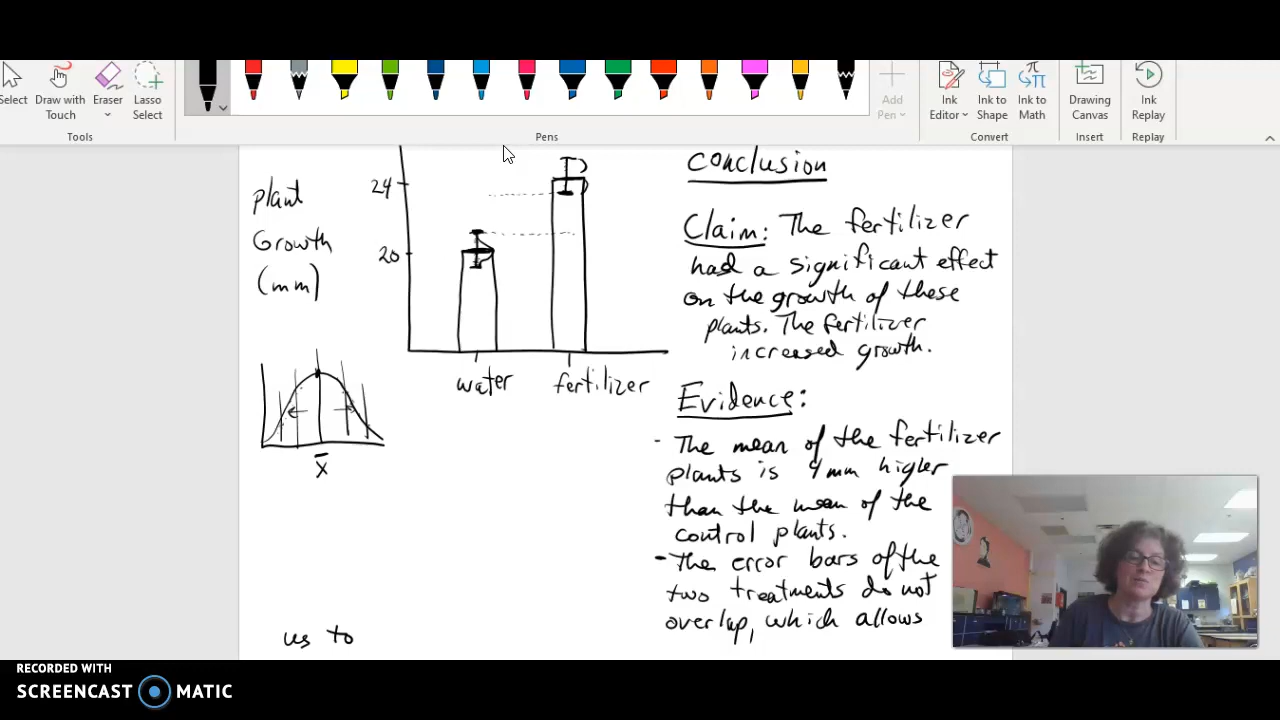 Select
Draw with
Touch
Eraser
Lasso
Select
Tools
Pens
Add
Pen
Ink
Editor
Ink to
Shape
Ink to
Math
Convert
Drawing
Canvas
Insert
Ink
Replay
Replay
24
20
plant
Growth
(mm)
water
fertilizer
x̄
conclusion
Claim: The fertilizer
had a significant effect
on the growth of these
plants. The fertilizer
increased growth.
Evidence:
- The mean of the fertilizer
plants is 4mm higher
than the mean of the
control plants.
- The error bars of the
two treatments do not
overlap, which allows
us to
RECORDED WITH
SCREENCAST MATIC